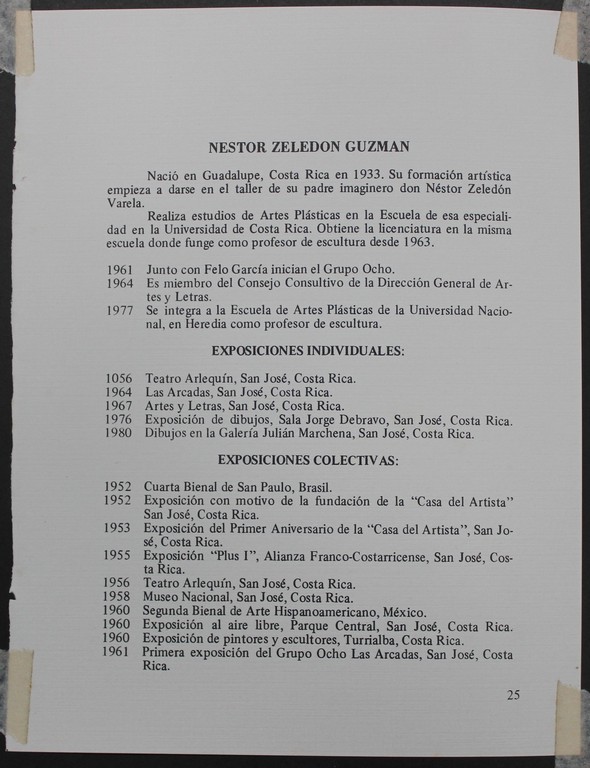 NESTOR ZELEDON GUZMAN
Nació en Guadalupe, Costa Rica en 1933. Su formación artística
empieza a darse en el taller de su padre imaginero don Néstor Zeledón
Varela.
Realiza estudios de Artes Plásticas en la Escuela de esa especiali-
dad en la Universidad de Costa Rica. Obtiene la licenciatura en la misma
escuela donde funge como profesor de escultura desde 1963.
1961 Junto con Felo García inician el Grupo Ocho.
1964 Es miembro del Consejo Consultivo de la Dirección General de Ar-
tes y Letras.
1977 Se integra a la Escuela de Artes Plásticas de la Universidad Nacio-
nal, en Heredia como profesor de escultura.
EXPOSICIONES INDIVIDUALES:
1056 Teatro Arlequín, San José, Costa Rica.
1964 Las Arcadas, San José, Costa Rica.
1967 Artes y Letras, San José, Costa Rica.
1976 Exposición de dibujos, Sala Jorge Debravo, San José, Costa Rica.
1980 Dibujos en la Galería Julián Marchena, San José, Costa Rica.
EXPOSICIONES COLECTIVAS:
1952 Cuarta Bienal de San Paulo, Brasil.
1952 Exposición con motivo de la fundación de la “Casa del Artista”
San José, Costa Rica.
1953 Exposición del Primer Aniversario de la “Casa del Artista”, San Jo-
sé, Costa Rica.
1955 Exposición “Plus I”, Alianza Franco-Costarricense, San José, Cos-
ta Rica.
1956 Teatro Arlequín, San José, Costa Rica.
1958 Museo Nacional, San José, Costa Rica.
1960 Segunda Bienal de Arte Hispanoamericano, México.
1960 Exposición al aire libre, Parque Central, San José, Costa Rica.
1960 Exposición de pintores y escultores, Turrialba, Costa Rica.
1961 Primera exposición del Grupo Ocho Las Arcadas, San José, Costa
Rica.
25